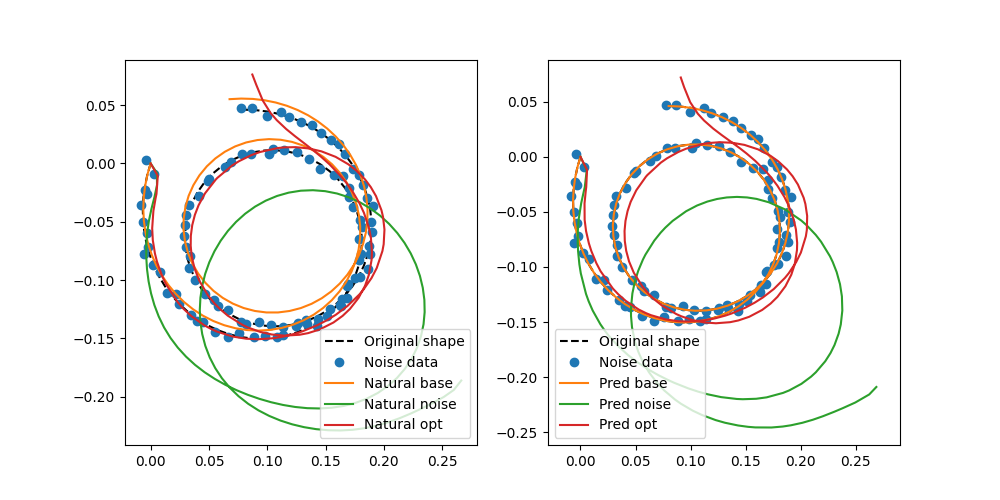 0.05
0.00
−0.05
−0.10
−0.15
−0.20
0.00 0.05 0.10 0.15 0.20 0.25
Original shape
Noise data
Natural base
Natural noise
Natural opt
0.05
0.00
−0.05
−0.10
−0.15
−0.20
−0.25
0.00 0.05 0.10 0.15 0.20 0.25
Original shape
Noise data
Pred base
Pred noise
Pred opt